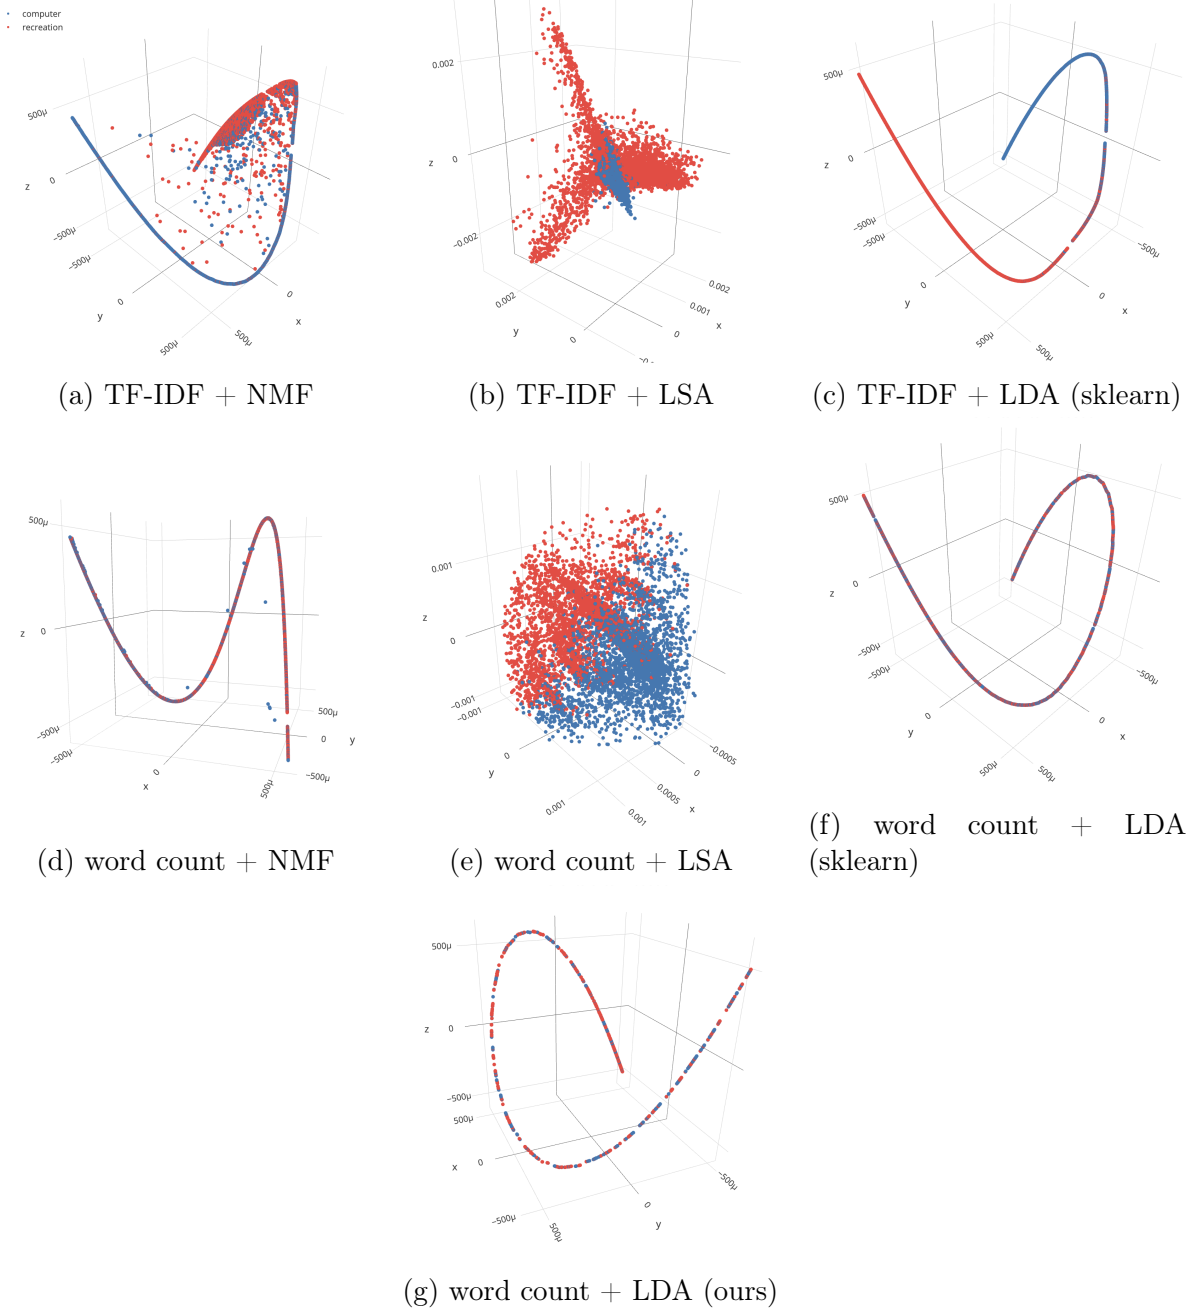 computer
recreation
500μ
z
0
−500μ
y
0
500μ
500μ
x
0
(a) TF-IDF + NMF
0.002
z
0
−0.002
0.002
y
0
0
0.001
0.002
x
(b) TF-IDF + LSA
500μ
z
0
−500μ
−500μ
y
0
500μ
500μ
0
x
−500μ
(c) TF-IDF + LDA (sklearn)
500μ
z
0
−500μ
−500μ
x
0
500μ
500μ
0
y
−500μ
(d) word count + NMF
0.001
z
0
−0.001
−0.001
y
0
0.001
0.001
0.0005
x
0
−0.0005
(e) word count + LSA
500μ
z
0
−500μ
−500μ
y
0
500μ
500μ
0
x
−500μ
(f) word count + LDA
(sklearn)
500μ
z
0
−500μ
500μ
x
0
−500μ
500μ
y
0
−500μ
(g) word count + LDA (ours)